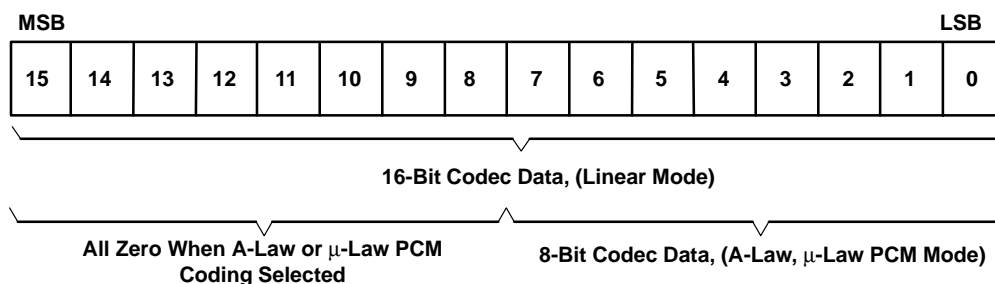 MSB LSB
15 14 13 12 11 10 9 8 7 6 5 4 3 2 1 0
16-Bit Codec Data, (Linear Mode)
All Zero When A-Law or μ-Law PCM
Coding Selected
8-Bit Codec Data, (A-Law, μ-Law PCM Mode)